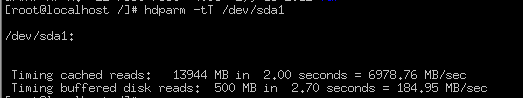 [root@localhost /]# hdparm -tT /dev/sda1
/dev/sda1:
Timing cached reads: 13944 MB in 2.00 seconds = 6978.76 MB/sec
Timing buffered disk reads: 500 MB in 2.70 seconds = 184.95 MB/sec